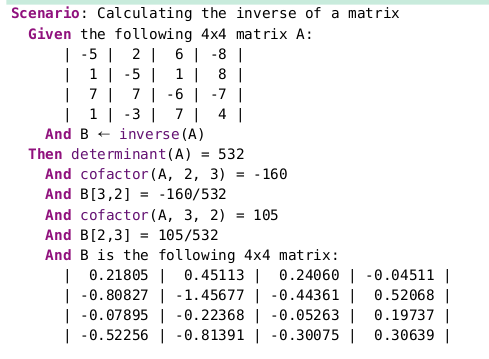 Scenario: Calculating the inverse of a matrix
Given the following 4x4 matrix A:
| -5 | 2 | 6 | -8 |
| 1 | -5 | 1 | 8 |
| 7 | 7 | -6 | -7 |
| 1 | -3 | 7 | 4 |
And B ← inverse(A)
Then determinant(A) = 532
And cofactor(A, 2, 3) = -160
And B[3,2] = -160/532
And cofactor(A, 3, 2) = 105
And B[2,3] = 105/532
And B is the following 4x4 matrix:
| 0.21805 | 0.45113 | 0.24060 | -0.04511 |
| -0.80827 | -1.45677 | -0.44361 | 0.52068 |
| -0.07895 | -0.22368 | -0.05263 | 0.19737 |
| -0.52256 | -0.81391 | -0.30075 | 0.30639 |